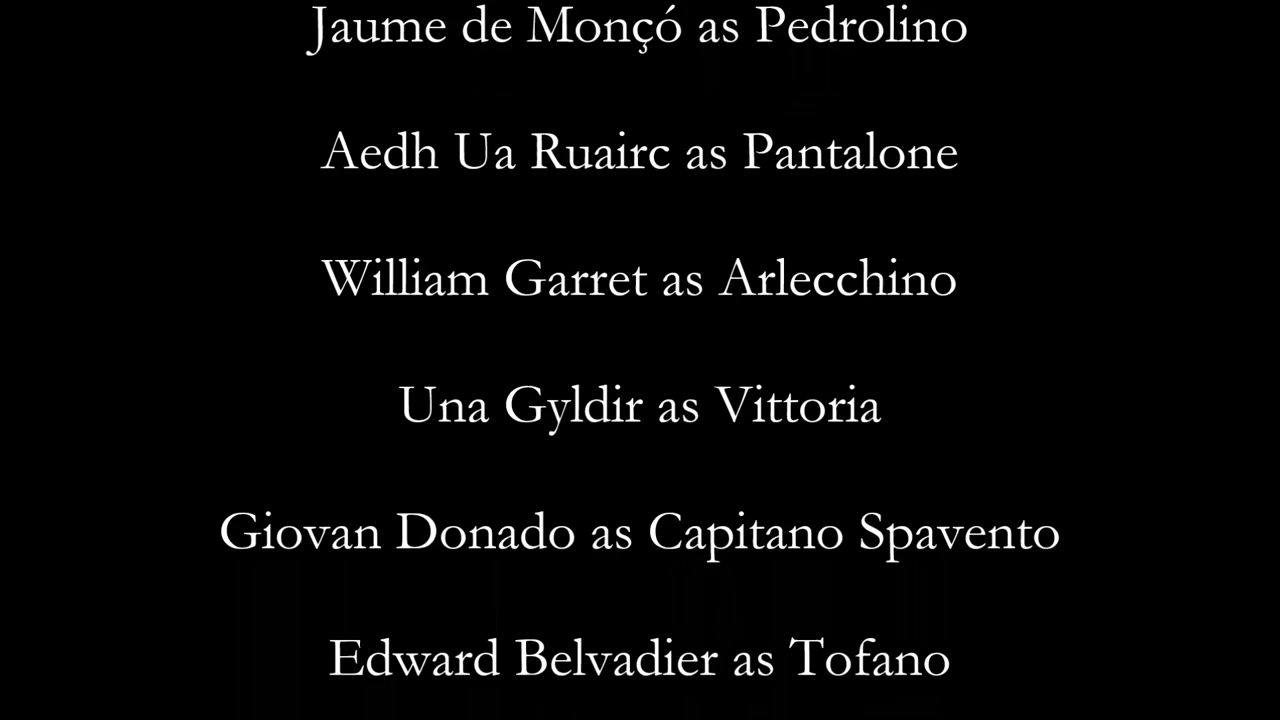 Jaume de Monçó as Pedrolino
Aedh Ua Ruairc as Pantalone
William Garret as Arlecchino
Una Gyldir as Vittoria
Giovan Donado as Capitano Spavento
Edward Belvadier as Tofano